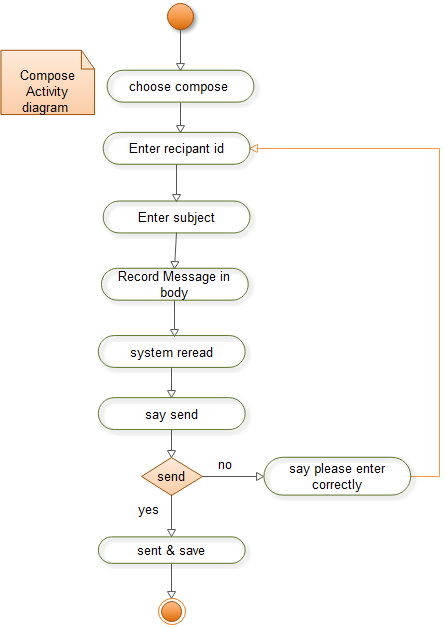 Compose
Activity
diagram
choose compose
Enter recipant id
Enter subject
Record Message in
body
system reread
say send
send
no
say please enter
correctly
yes
sent & save